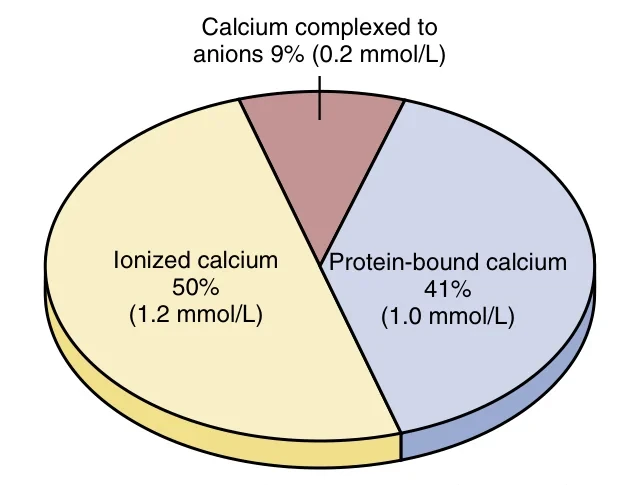 Calcium complexed to
anions 9% (0.2 mmol/L)
Ionized calcium
50%
(1.2 mmol/L)
Protein-bound calcium
41%
(1.0 mmol/L)